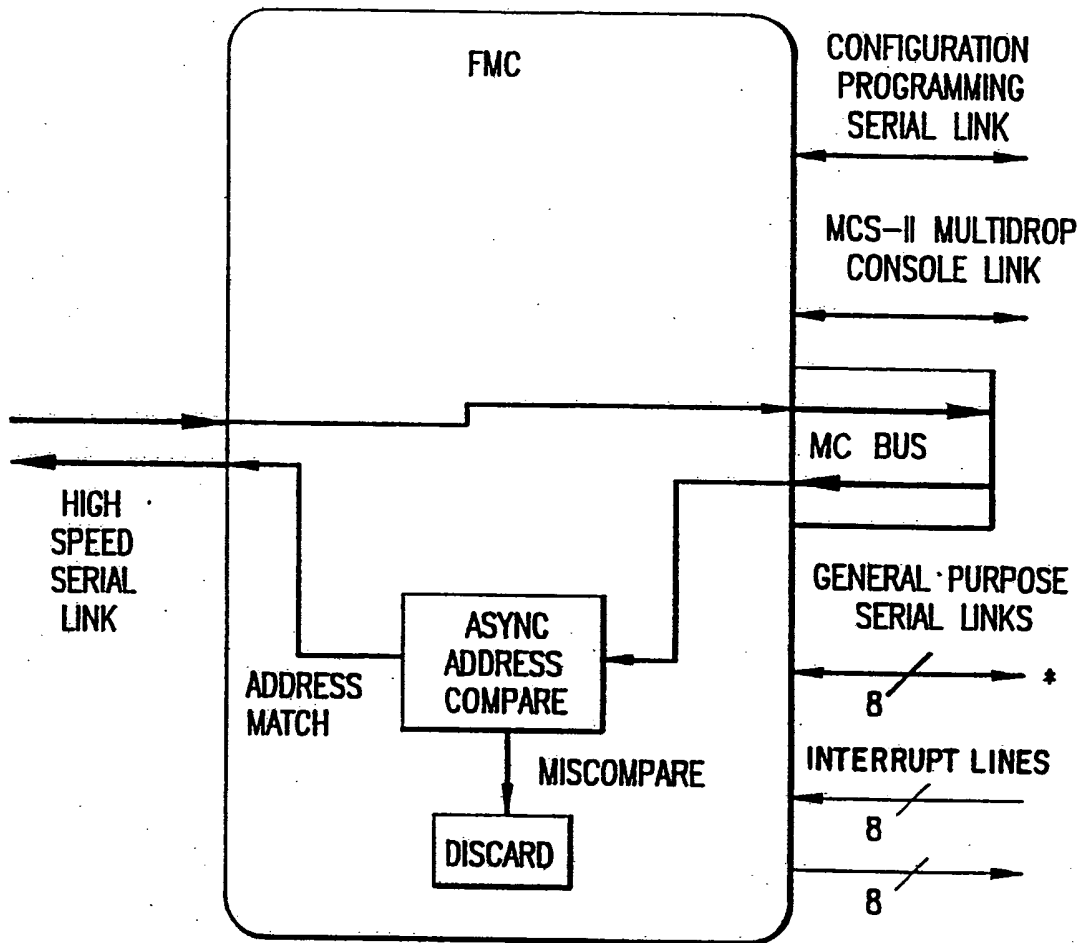 FMC
CONFIGURATION
PROGRAMMING
SERIAL LINK
MCS-II MULTIDROP
CONSOLE LINK
MC BUS
HIGH
SPEED
SERIAL
LINK
GENERAL PURPOSE
SERIAL LINKS
8
*
ASYNC
ADDRESS
COMPARE
ADDRESS
MATCH
MISCOMPARE
DISCARD
INTERRUPT LINES
8
8